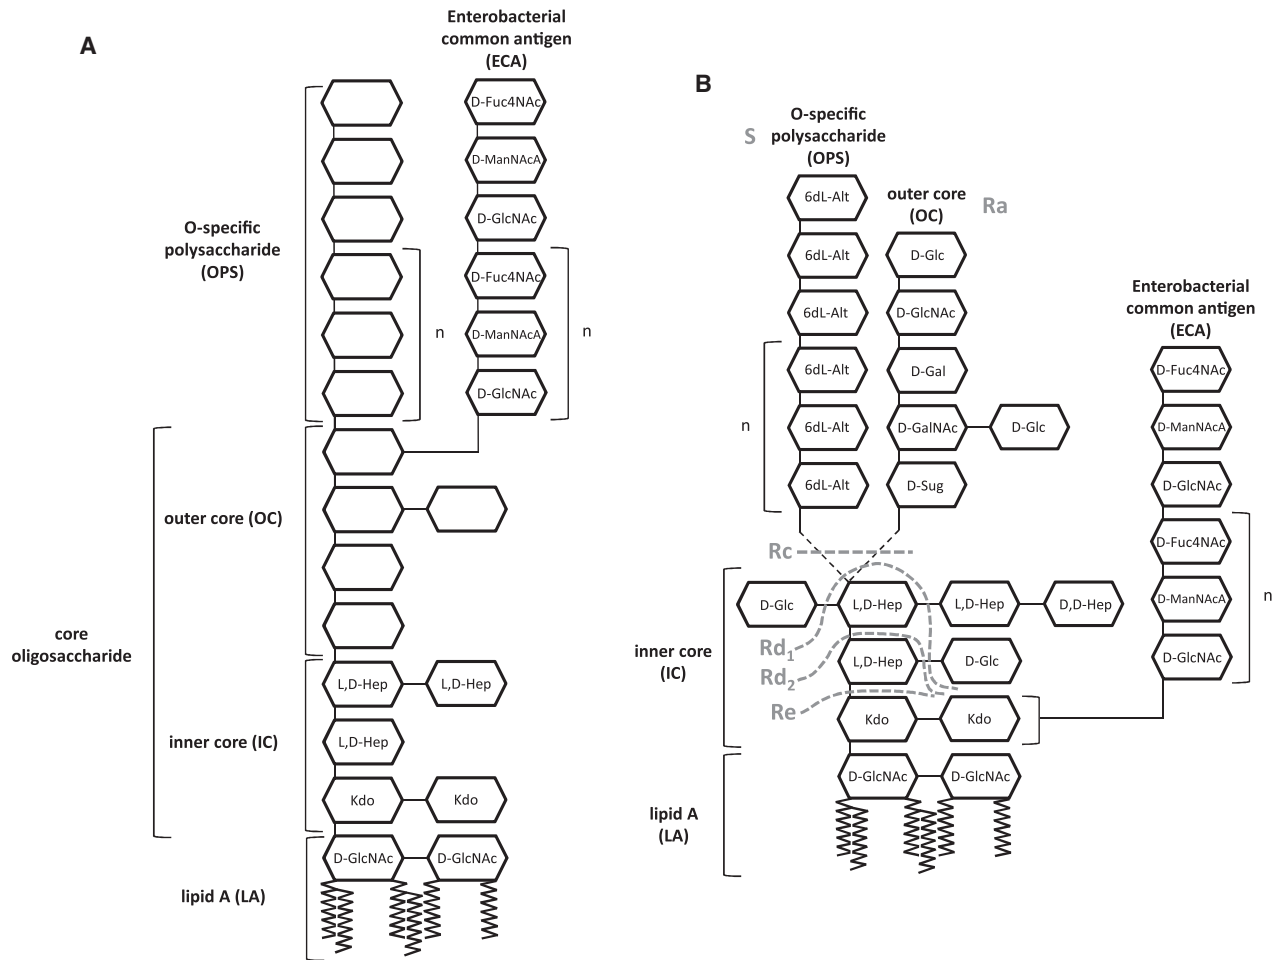 A
Enterobacterial
common antigen
(ECA)
D-Fuc4NAc
D-ManNAcA
D-GlcNAc
D-Fuc4NAc
D-ManNAcA
D-GlcNAc
n
n
O-specific
polysaccharide
(OPS)
outer core (OC)
core
oligosaccharide
L,D-Hep
L,D-Hep
inner core (IC)
L,D-Hep
Kdo
Kdo
D-GlcNAc
D-GlcNAc
lipid A (LA)
B
S
O-specific
polysaccharide
(OPS)
6dL-Alt
6dL-Alt
6dL-Alt
6dL-Alt
6dL-Alt
6dL-Alt
n
outer core
(OC)
Ra
D-Glc
D-GlcNAc
D-Gal
D-GalNAc
D-Glc
D-Sug
Enterobacterial
common antigen
(ECA)
D-Fuc4NAc
D-ManNAcA
D-GlcNAc
D-Fuc4NAc
D-ManNAcA
D-GlcNAc
n
Rc
D-Glc
L,D-Hep
L,D-Hep
D,D-Hep
Rd1
inner core
(IC)
L,D-Hep
D-Glc
Rd2
Re
Kdo
Kdo
D-GlcNAc
D-GlcNAc
lipid A
(LA)